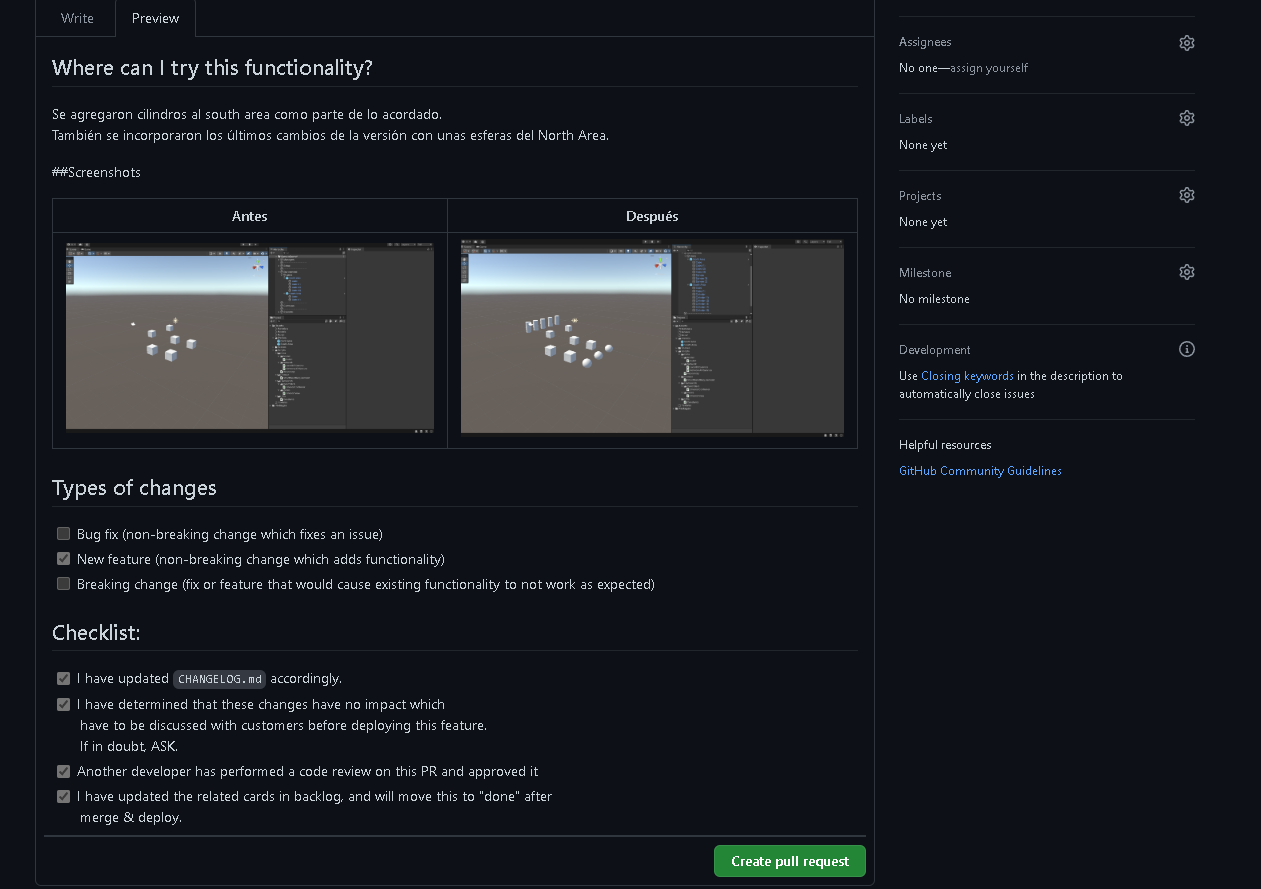 Write
Preview
Where can I try this functionality?
Se agregaron cilindros al south area como parte de lo acordado.
También se incorporaron los últimos cambios de la versión con unas esferas del North Area.
##Screenshots
Antes
Después
Types of changes
Bug fix (non-breaking change which fixes an issue)
New feature (non-breaking change which adds functionality)
Breaking change (fix or feature that would cause existing functionality to not work as expected)
Checklist:
I have updated CHANGELOG.md accordingly.
I have determined that these changes have no impact which
have to be discussed with customers before deploying this feature.
If in doubt, ASK.
Another developer has performed a code review on this PR and approved it
I have updated the related cards in backlog, and will move this to "done" after
merge & deploy.
Create pull request
Assignees
No one—assign yourself
Labels
None yet
Projects
None yet
Milestone
No milestone
Development
Use Closing keywords in the description to
automatically close issues
Helpful resources
GitHub Community Guidelines